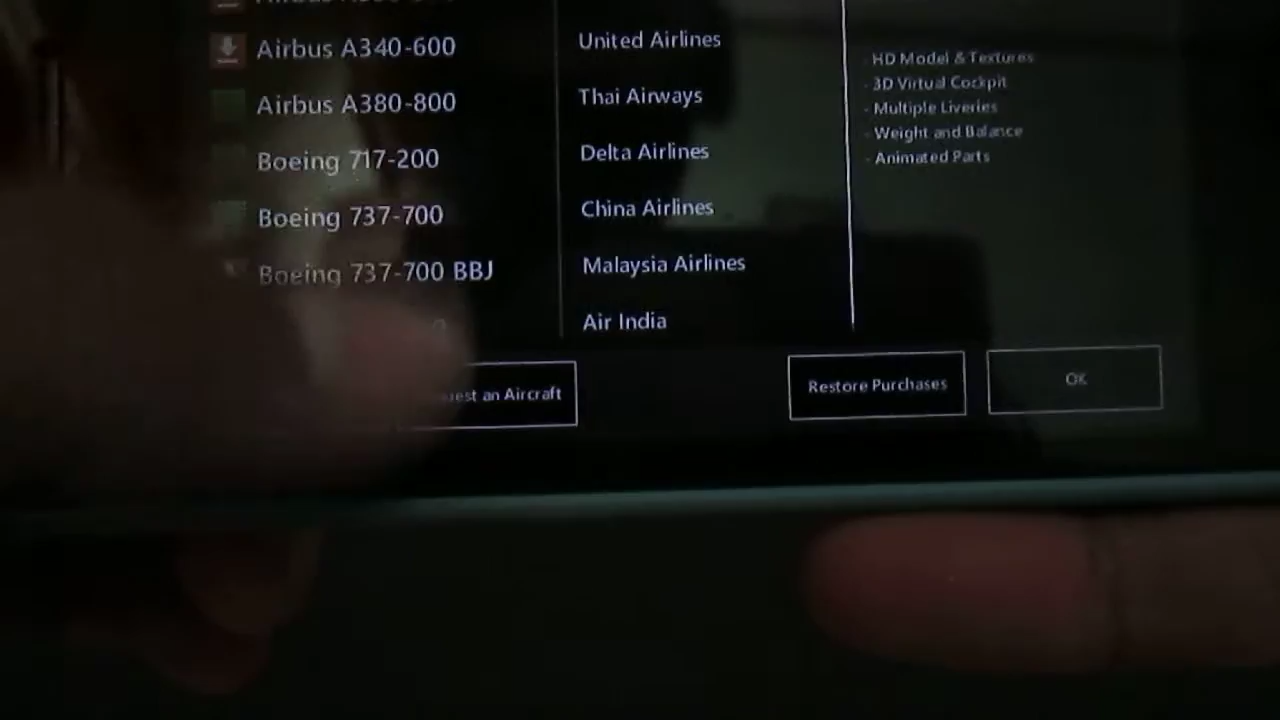 Airbus A340-600
Airbus A380-800
Boeing 717-200
Boeing 737-700
Boeing 737-700 BBJ
United Airlines
Thai Airways
Delta Airlines
China Airlines
Malaysia Airlines
Air India
- HD Model & Textures
- 3D Virtual Cockpit
- Multiple Liveries
- Weight and Balance
- Animated Parts
an Aircraft
Restore Purchases
OK